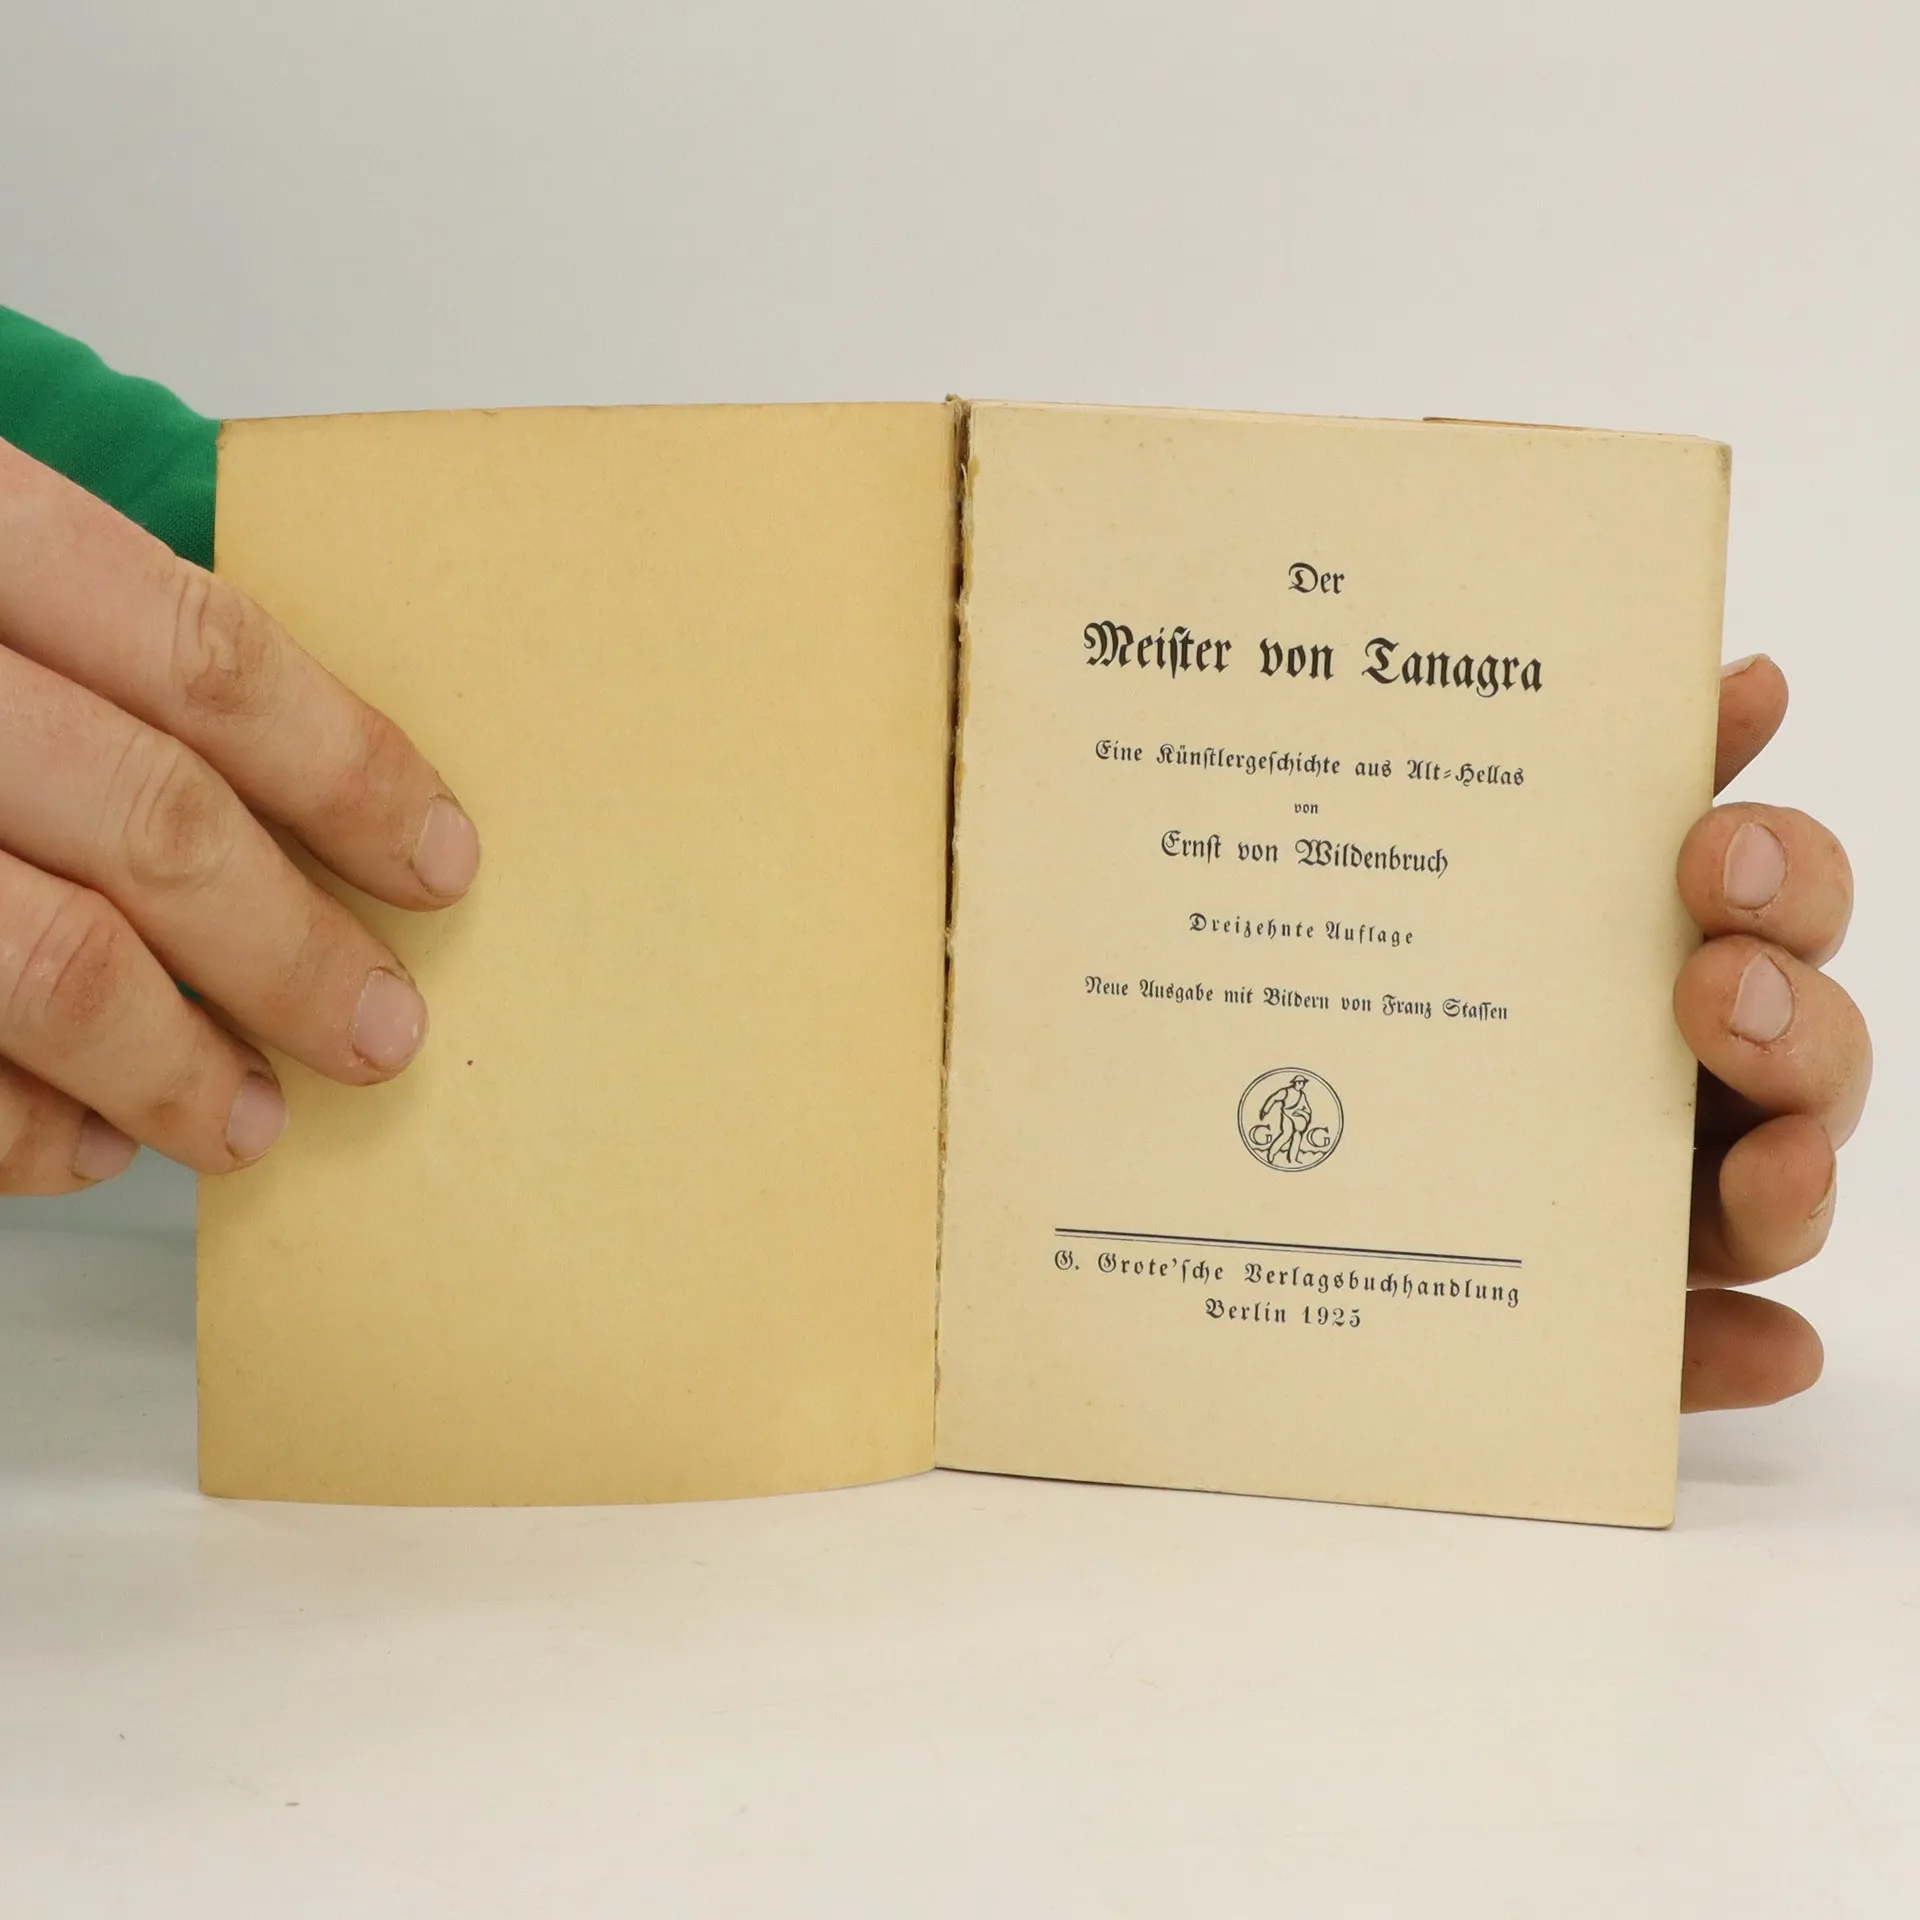 Der
Meiſter von Tanagra
Eine Künſtlergeſchichte aus Alt⸗Hellas
von
Ernſt von Wildenbruch
Dreizehnte Auflage
Neue Ausgabe mit Bildern von Franz Staſſen
G G
G. Grote'ſche Verlagsbuchhandlung
Berlin 1925